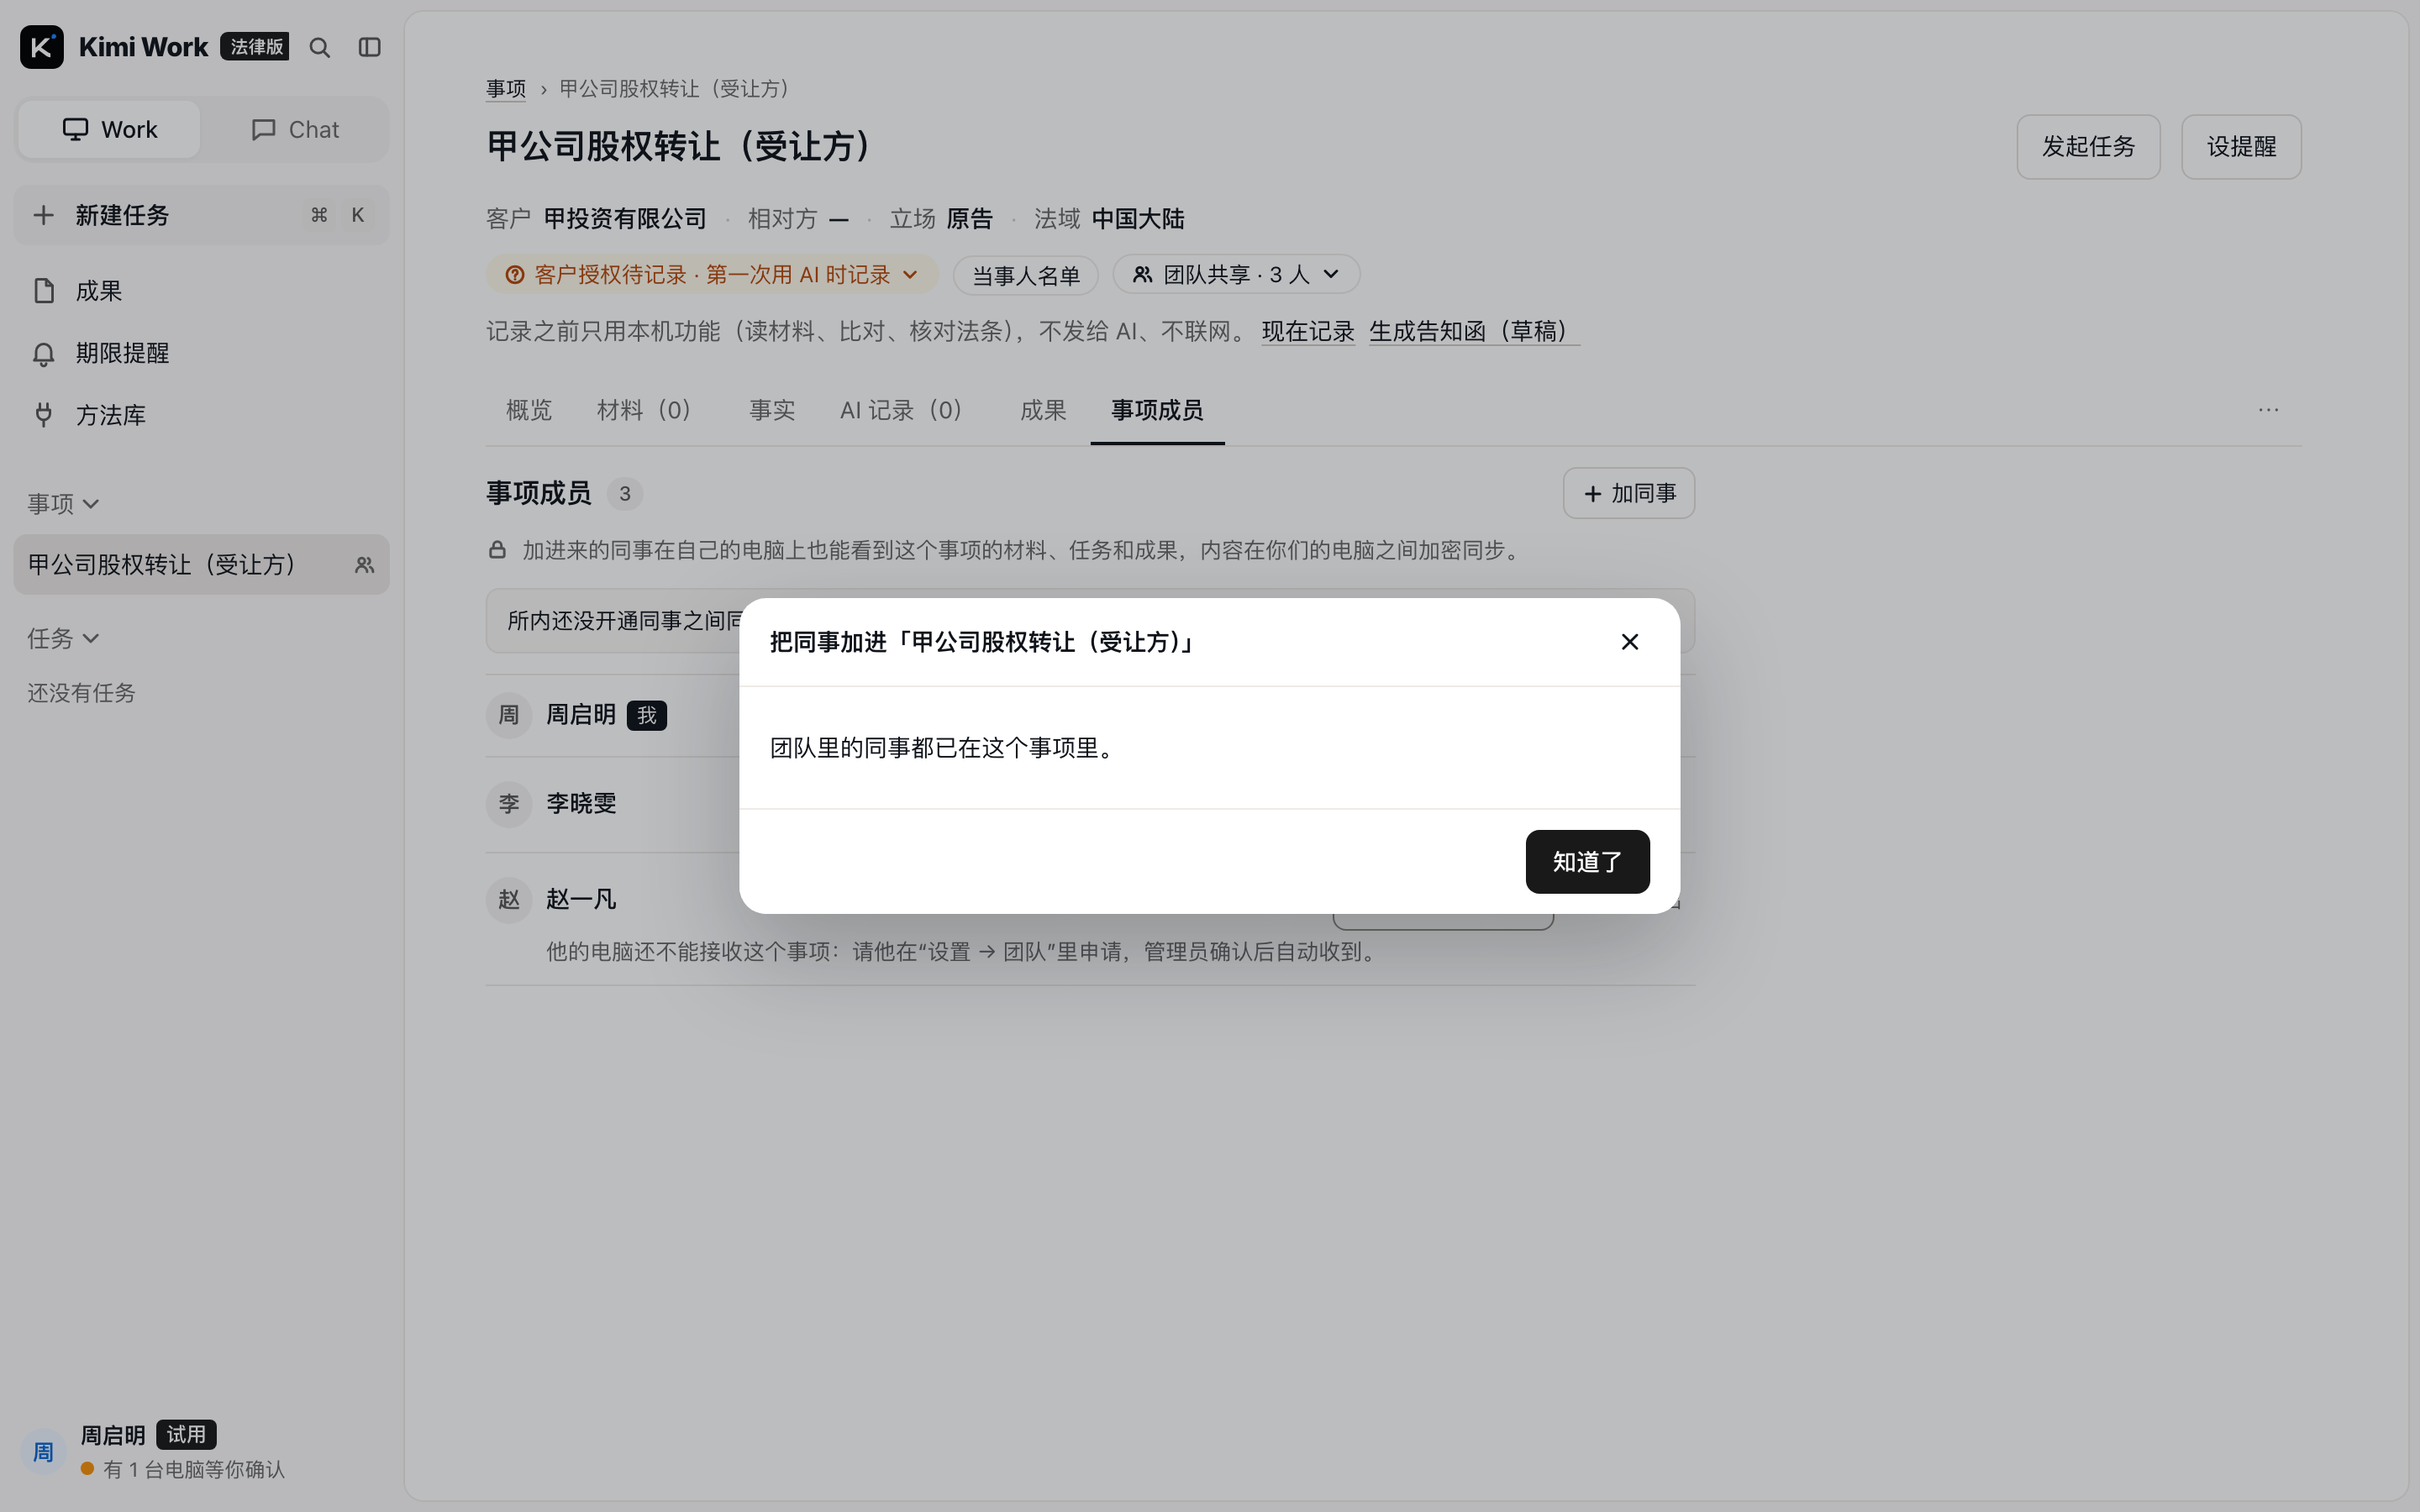 Kimi Work 法律版
Work
Chat
新建任务 ⌘ K
成果
期限提醒
方法库
事项
甲公司股权转让（受让方）
任务
还没有任务
周 周启明 试用
有 1 台电脑等你确认
事项 › 甲公司股权转让（受让方）
甲公司股权转让（受让方）
发起任务
设提醒
客户 甲投资有限公司 · 相对方 — · 立场 原告 · 法域 中国大陆
客户授权待记录 · 第一次用 AI 时记录
当事人名单
团队共享 · 3 人
记录之前只用本机功能（读材料、比对、核对法条），不发给 AI、不联网。 现在记录 生成告知函（草稿）
概览 材料（0） 事实 AI 记录（0） 成果 事项成员 ···
事项成员 3
+ 加同事
加进来的同事在自己的电脑上也能看到这个事项的材料、任务和成果，内容在你们的电脑之间加密同步。
所内还没开通同事之间同
周 周启明 我
李 李晓雯
赵 赵一凡
他的电脑还不能接收这个事项：请他在“设置 → 团队”里申请，管理员确认后自动收到。
把同事加进「甲公司股权转让（受让方）」
团队里的同事都已在这个事项里。
知道了